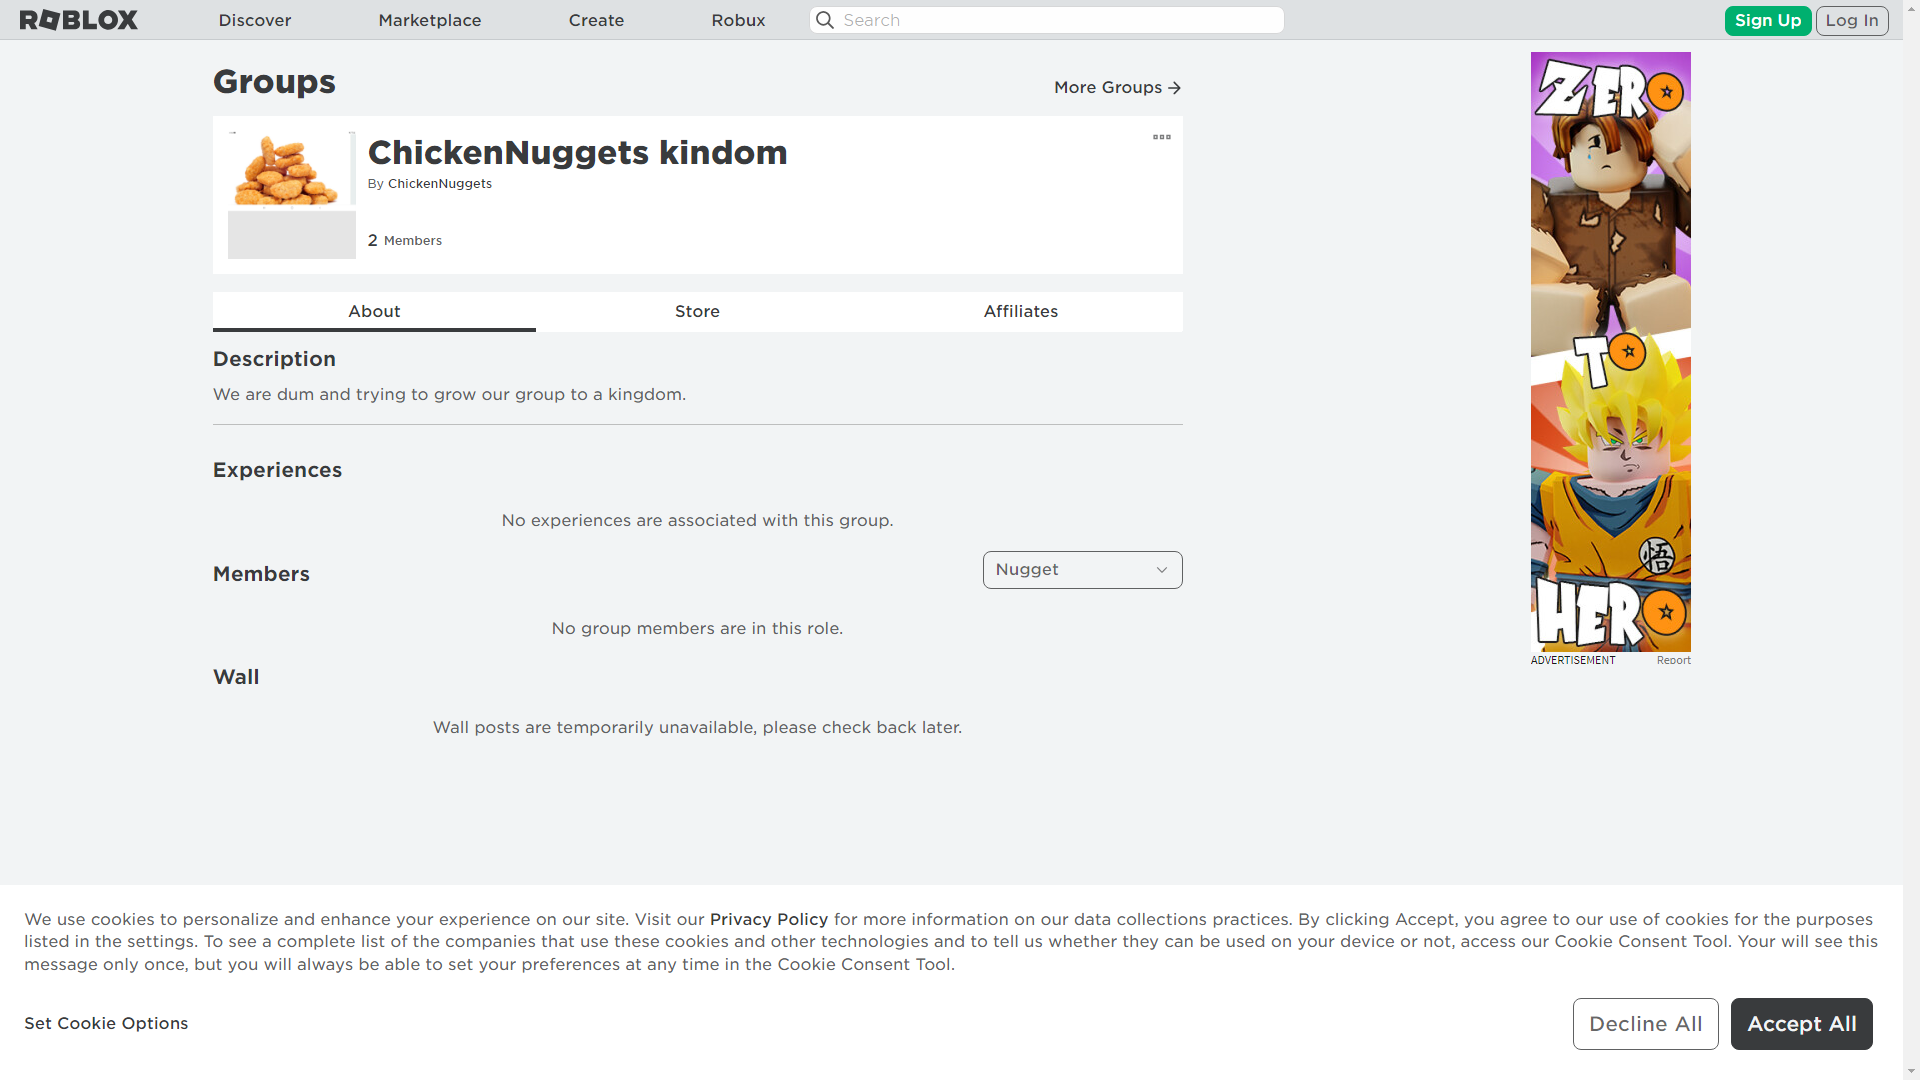 ROBLOX
Discover
Marketplace
Create
Robux
Search
Sign Up
Log In
Groups
More Groups →
ChickenNuggets kindom
By ChickenNuggets
2 Members
About
Store
Affiliates
Description
We are dum and trying to grow our group to a kingdom.
Experiences
No experiences are associated with this group.
Members
Nugget
No group members are in this role.
Wall
Wall posts are temporarily unavailable, please check back later.
ZERO
TO
悟
HERO
ADVERTISEMENT
Report
We use cookies to personalize and enhance your experience on our site. Visit our Privacy Policy for more information on our data collections practices. By clicking Accept, you agree to our use of cookies for the purposes
listed in the settings. To see a complete list of the companies that use these cookies and other technologies and to tell us whether they can be used on your device or not, access our Cookie Consent Tool. Your will see this
message only once, but you will always be able to set your preferences at any time in the Cookie Consent Tool.
Set Cookie Options
Decline All
Accept All